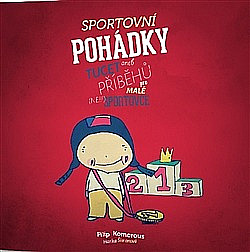 SPORTOVNÍ
POHÁDKY
TUCET aneb
PŘÍBĚHŮ
PRO
MALÉ
(NE)SPORTOVCE
2 1 3
Filip Komorous